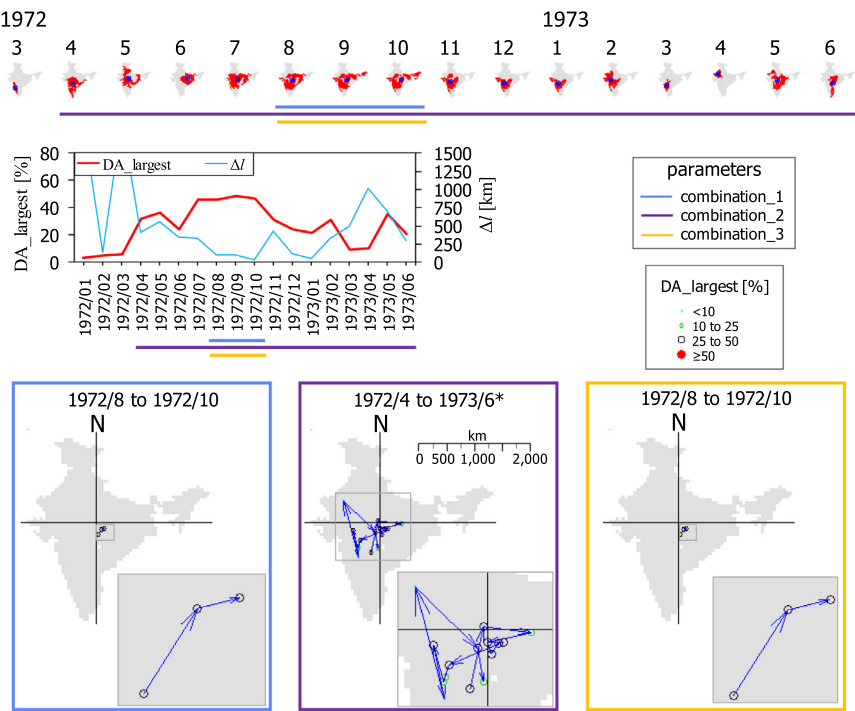 1972 1973
3 4 5 6 7 8 9 10 11 12 1 2 3 4 5 6
DA_largest [%]
80
60
40
20
0
DA_largest Δl
1500
1250
1000
750
500
250
0
Δl [km]
1972/01
1972/02
1972/03
1972/04
1972/05
1972/06
1972/07
1972/08
1972/09
1972/10
1972/11
1972/12
1973/01
1973/02
1973/03
1973/04
1973/05
1973/06
parameters
combination_1
combination_2
combination_3
DA_largest [%]
<10
10 to 25
25 to 50
≥50
1972/8 to 1972/10
N
1972/4 to 1973/6*
N
km
0 500 1,000 2,000
1972/8 to 1972/10
N